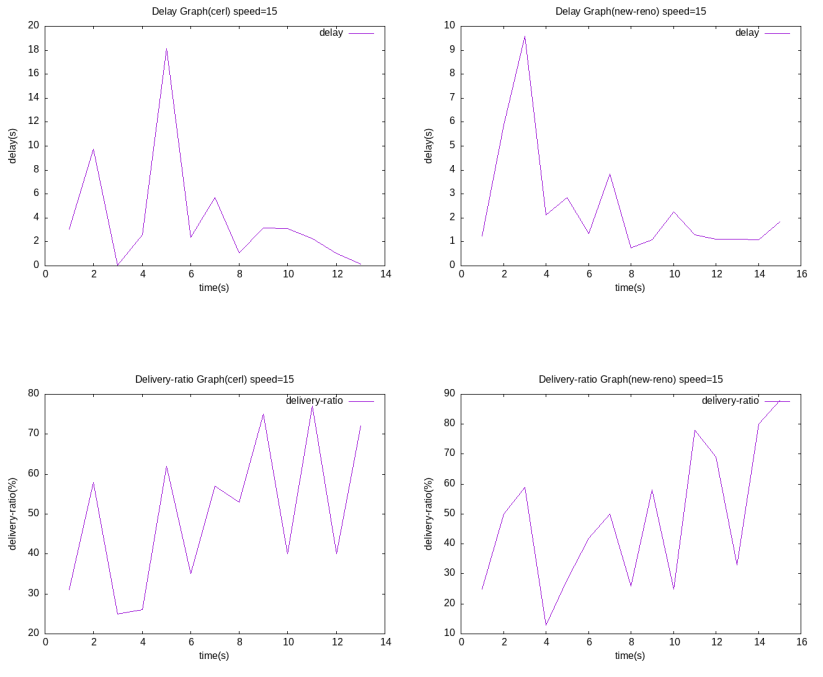 Delay Graph(cerl) speed=15
delay
20
18
16
14
12
10
8
6
4
2
0
delay(s)
0 2 4 6 8 10 12 14
time(s)
Delay Graph(new-reno) speed=15
delay
10
9
8
7
6
5
4
3
2
1
0
delay(s)
0 2 4 6 8 10 12 14 16
time(s)
Delivery-ratio Graph(cerl) speed=15
delivery-ratio
80
70
60
50
40
30
20
delivery-ratio(%)
0 2 4 6 8 10 12 14
time(s)
Delivery-ratio Graph(new-reno) speed=15
delivery-ratio
90
80
70
60
50
40
30
20
10
delivery-ratio(%)
0 2 4 6 8 10 12 14 16
time(s)